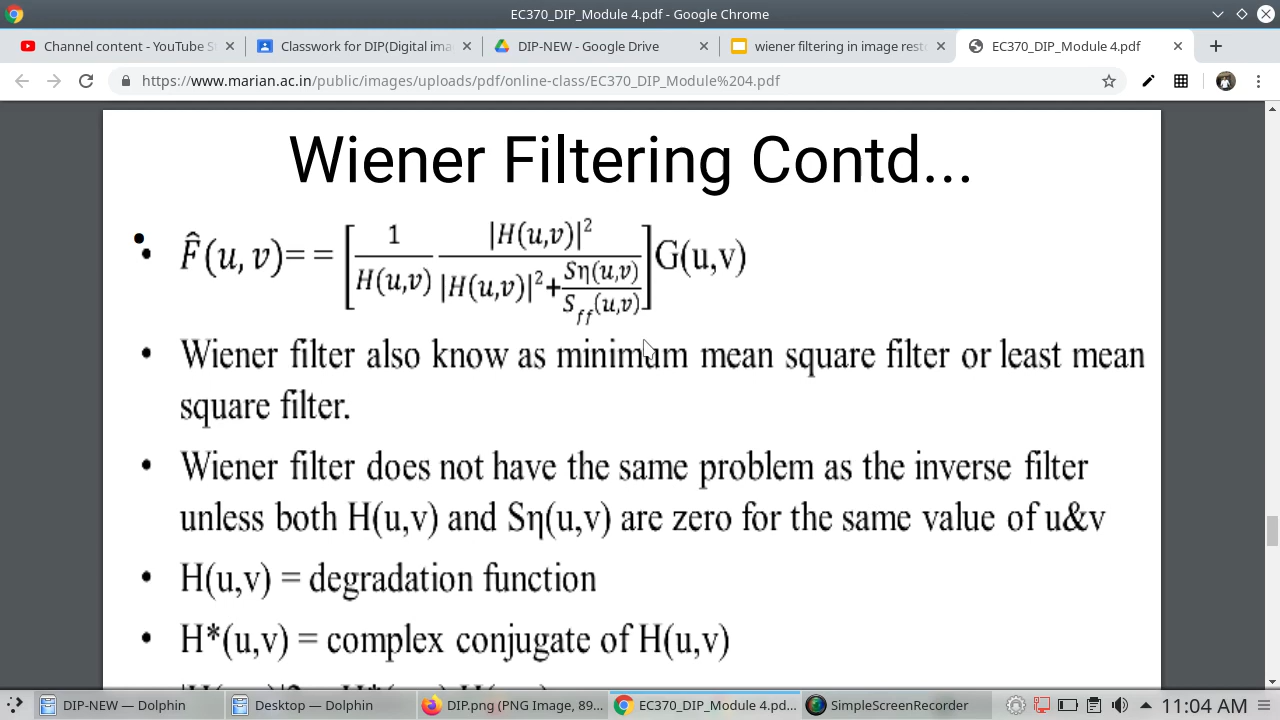 EC370_DIP_Module 4.pdf - Google Chrome
Channel content - YouTube S
Classwork for DIP(Digital ima
DIP-NEW - Google Drive
wiener filtering in image rest
EC370_DIP_Module 4.pdf
https://www.marian.ac.in/public/images/uploads/pdf/online-class/EC370_DIP_Module%204.pdf
Wiener Filtering Contd...
• F̂(u, v)= = [1/H(u,v) |H(u,v)|²/(|H(u,v)|²+Sη(u,v)/S_ff(u,v))]G(u,v)
• Wiener filter also know as minimum mean square filter or least mean
square filter.
• Wiener filter does not have the same problem as the inverse filter
unless both H(u,v) and Sη(u,v) are zero for the same value of u&v
• H(u,v) = degradation function
• H*(u,v) = complex conjugate of H(u,v)
DIP-NEW — Dolphin
Desktop — Dolphin
DIP.png (PNG Image, 89...
EC370_DIP_Module 4.pd...
SimpleScreenRecorder
11:04 AM